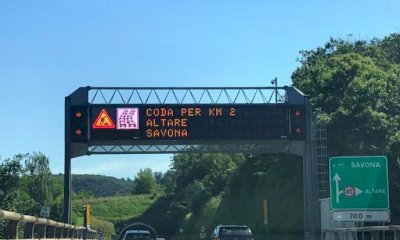 CODA PER KM 2
ALTARE
SAVONA
SAVONA
ALTARE
700 m